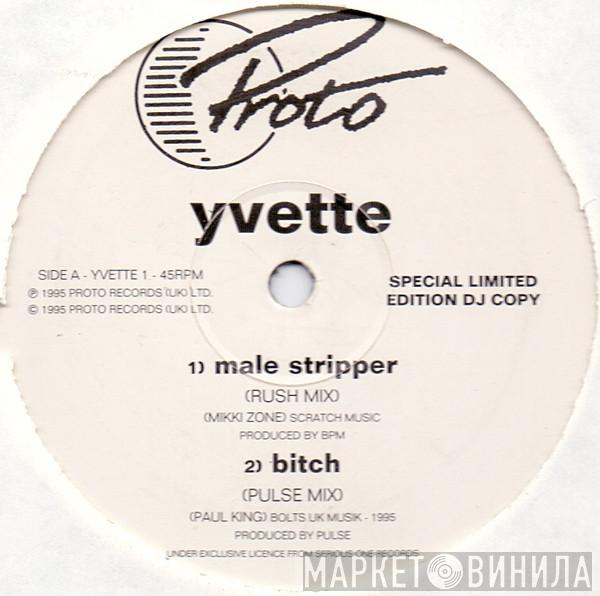 Proto
yvette
SIDE A - YVETTE 1 - 45RPM
℗ 1995 PROTO RECORDS (UK) LTD.
© 1995 PROTO RECORDS (UK) LTD.
SPECIAL LIMITED
EDITION DJ COPY
1) male stripper
(RUSH MIX)
(MIKKI ZONE) SCRATCH MUSIC
PRODUCED BY BPM
2) bitch
(PULSE MIX)
(PAUL KING) BOLTS UK MUSIK - 1995
PRODUCED BY PULSE
UNDER EXCLUSIVE LICENCE FROM SERIOUS ONE RECORDS
МАРКЕТ ВИНИЛА